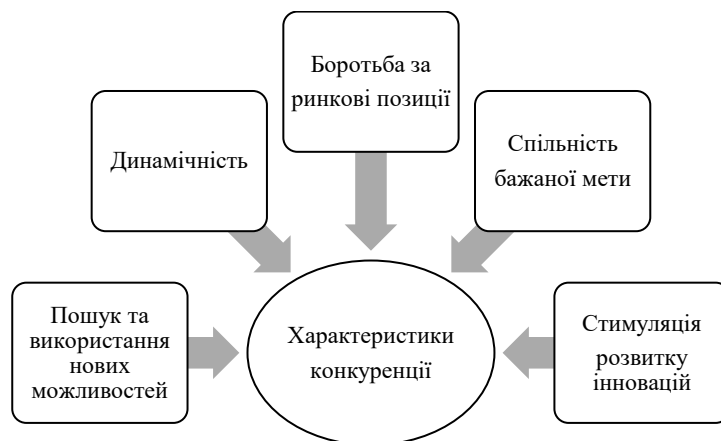 Боротьба за
ринкові позиції
Динамічність
Спільність
бажаної мети
Пошук та
використання
нових
можливостей
Характеристики
конкуренції
Стимуляція
розвитку
інновацій